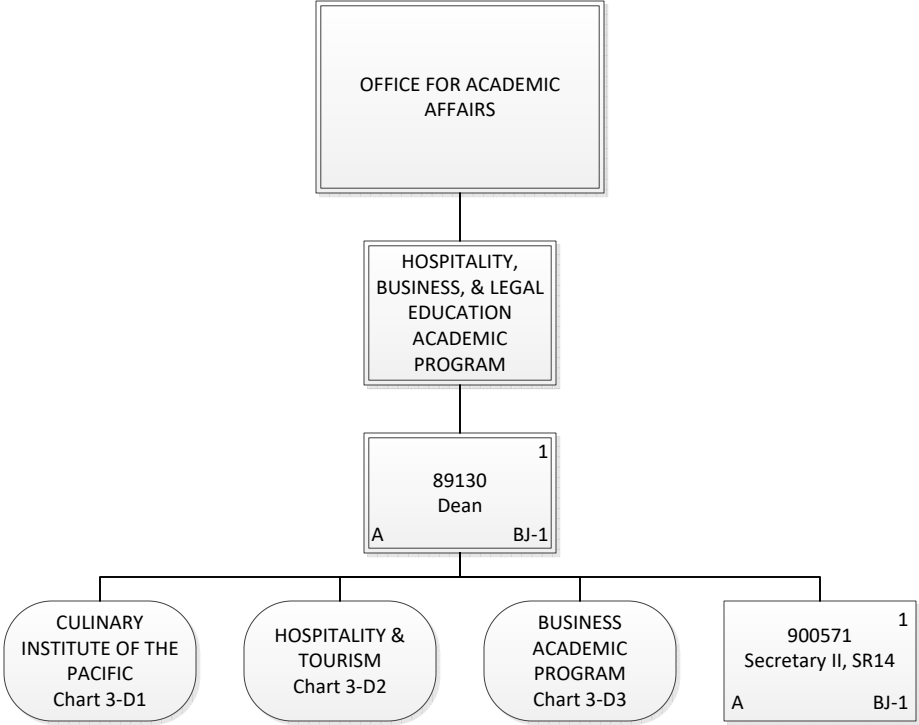 OFFICE FOR ACADEMIC
AFFAIRS
HOSPITALITY,
BUSINESS, & LEGAL
EDUCATION
ACADEMIC
PROGRAM
1
89130
Dean
A BJ-1
CULINARY
INSTITUTE OF THE
PACIFIC
Chart 3-D1
HOSPITALITY &
TOURISM
Chart 3-D2
BUSINESS
ACADEMIC
PROGRAM
Chart 3-D3
1
900571
Secretary II, SR14
A BJ-1